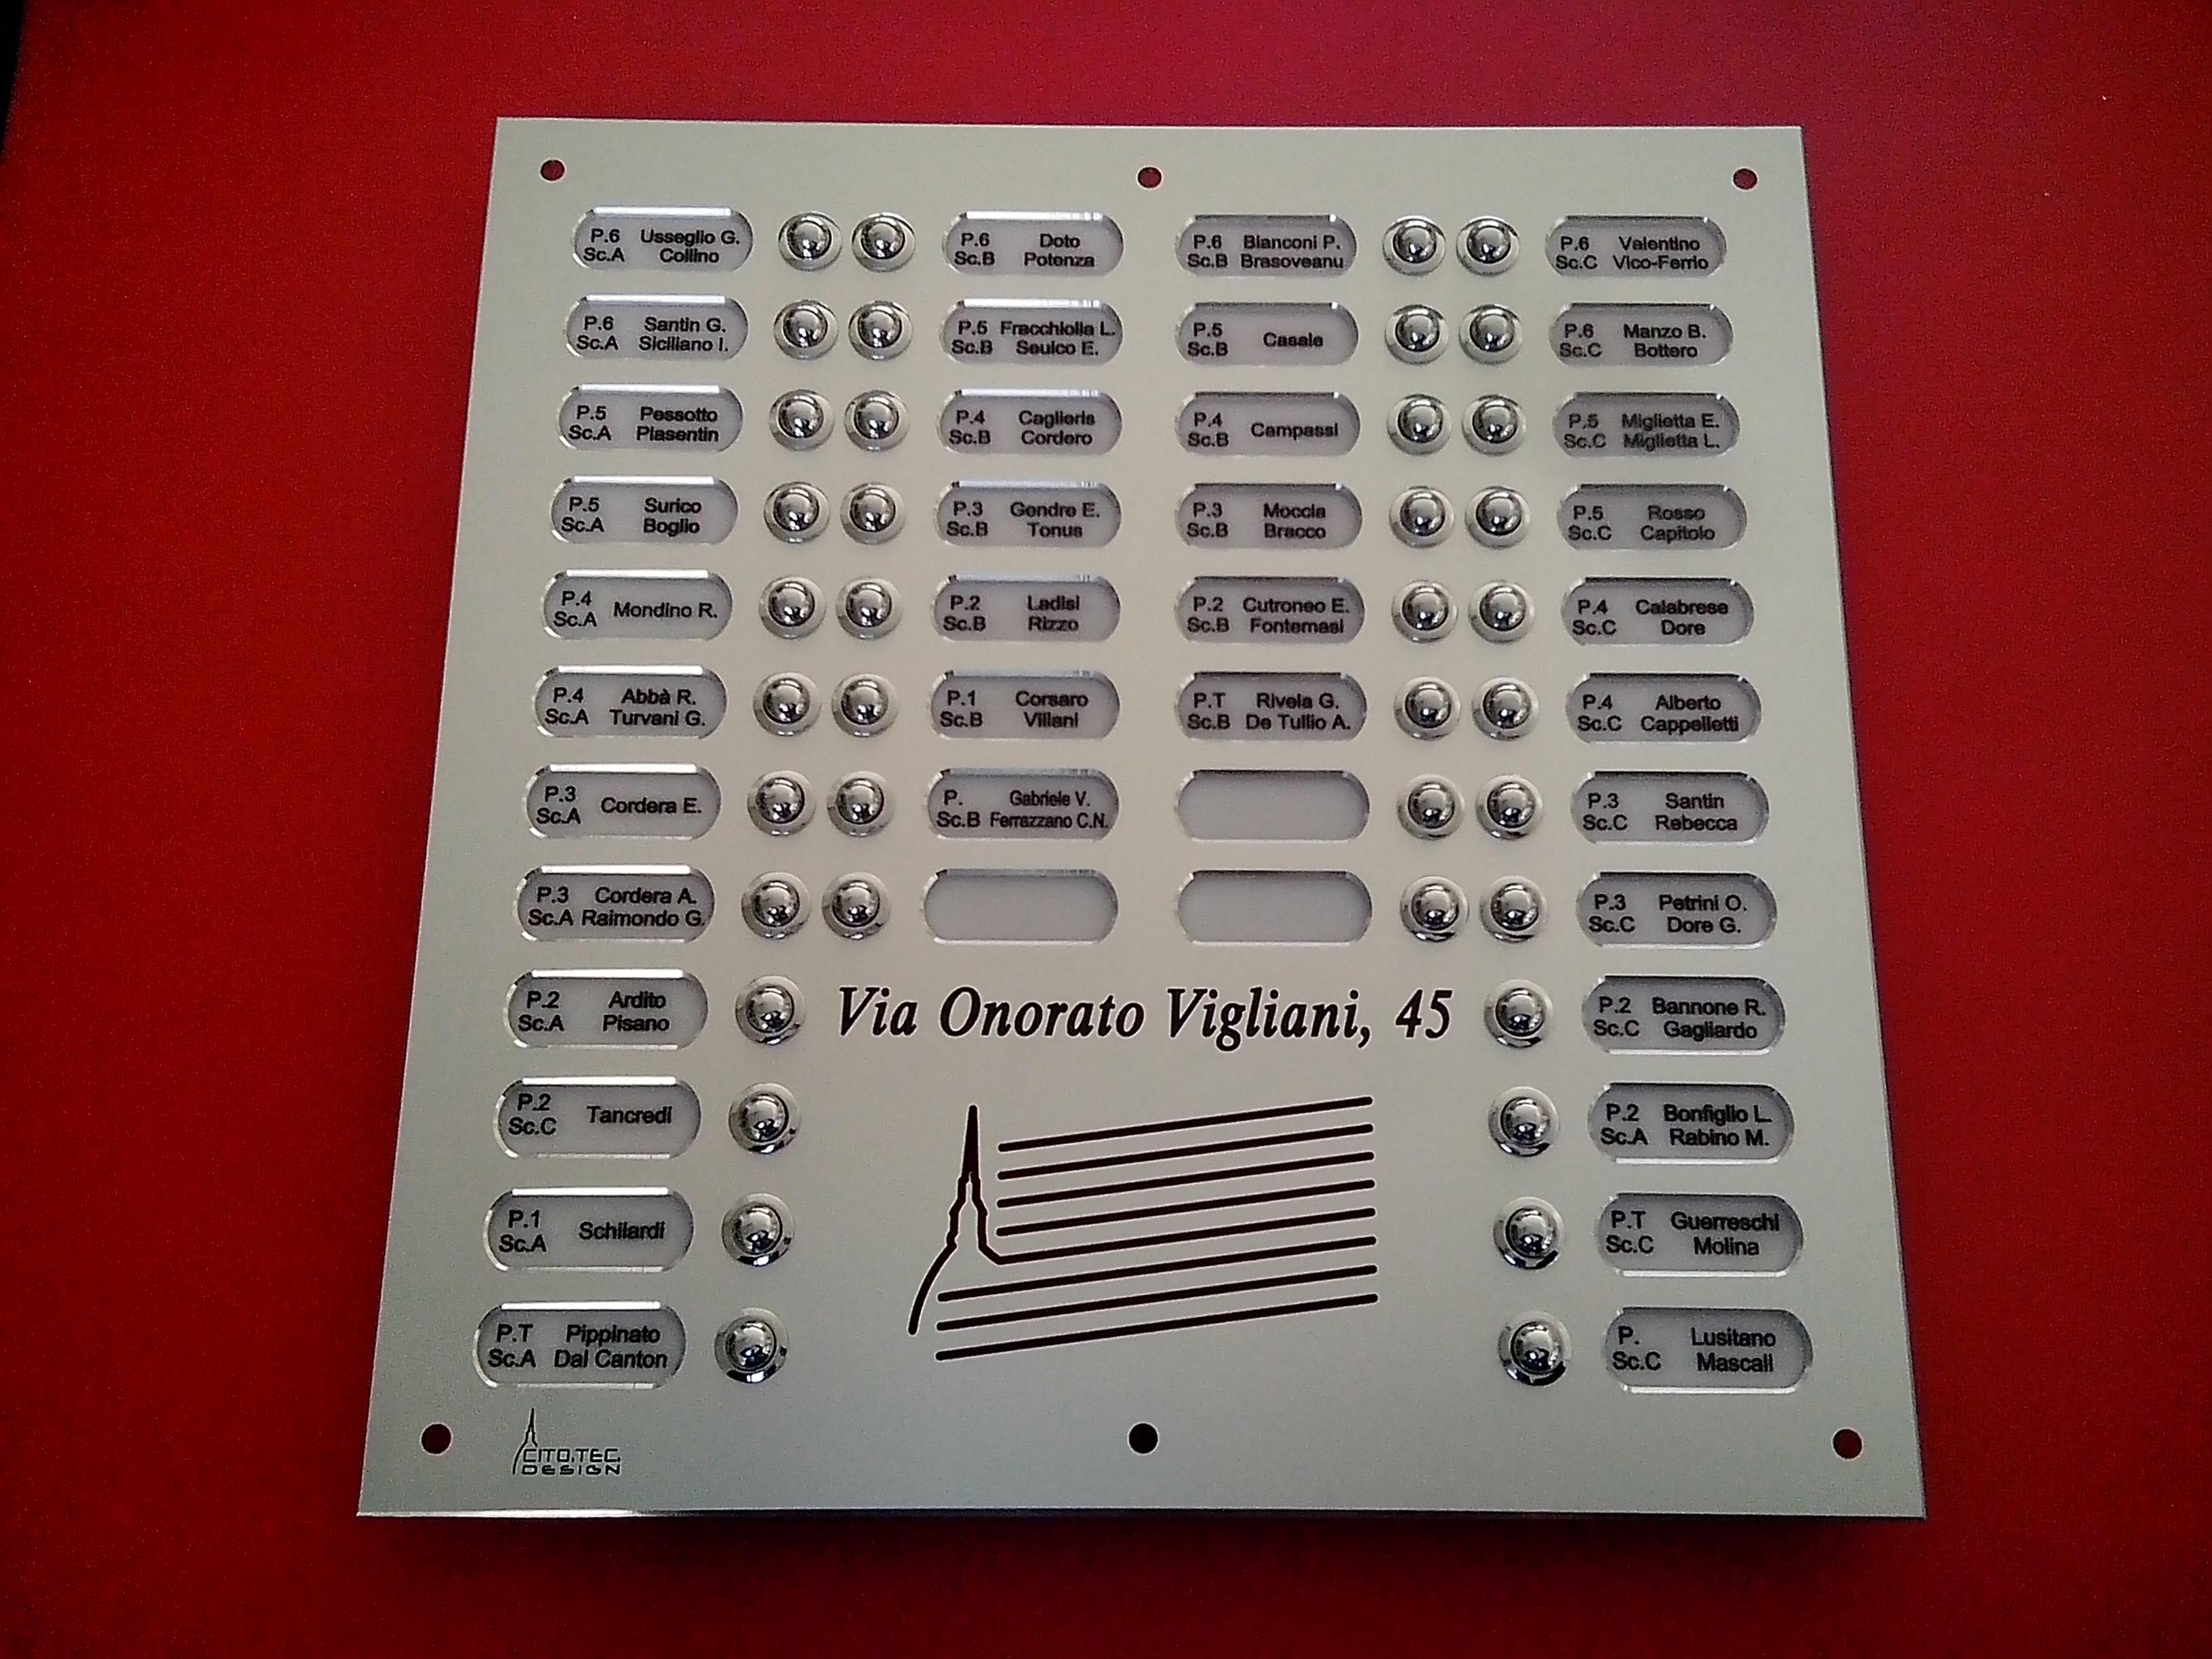 P.6 Usseglio G.
Sc.A Collino
P.6 Doto
Sc.B Potenza
P.6 Bianconi P.
Sc.B Brasoveanu
P.6 Valentino
Sc.C Vico-Ferrio
P.6 Santin G.
Sc.A Siciliano I.
P.5 Fracchiolla L.
Sc.B Seuico E.
P.5 Casale
Sc.B
P.6 Manzo B.
Sc.C Bottero
P.5 Pessotto
Sc.A Piasentin
P.4 Caglieris
Sc.B Cordero
P.4 Campassi
Sc.B
P.5 Miglietta E.
Sc.C Miglietta L.
P.5 Surico
Sc.A Boglio
P.3 Gendre E.
Sc.B Tonus
P.3 Moccia
Sc.B Bracco
P.5 Rosso
Sc.C Capitolo
P.4 Mondino R.
Sc.A
P.2 Ladisi
Sc.B Rizzo
P.2 Cutroneo E.
Sc.B Fontemasi
P.4 Calabrese
Sc.C Dore
P.4 Abbà R.
Sc.A Turvani G.
P.1 Corsaro
Sc.B Villani
P.T Rivela G.
Sc.B De Tullio A.
P.4 Alberto
Sc.C Cappelletti
P.3 Cordera E.
Sc.A
P. Gabriele V.
Sc.B Ferrazzano C.N.
P.3 Santin
Sc.C Rebecca
P.3 Cordera A.
Sc.A Raimondo G.
P.3 Petrini O.
Sc.C Dore G.
P.2 Ardito
Sc.A Pisano
Via Onorato Vigliani, 45
P.2 Bannone R.
Sc.C Gagliardo
P.2 Tancredi
Sc.C
P.2 Bonfiglio L.
Sc.A Rabino M.
P.1 Schilardi
Sc.A
P.T Guerreschi
Sc.C Molina
P.T Pippinato
Sc.A Dal Canton
P. Lusitano
Sc.C Mascali
CITO.TEC.
DESIGN